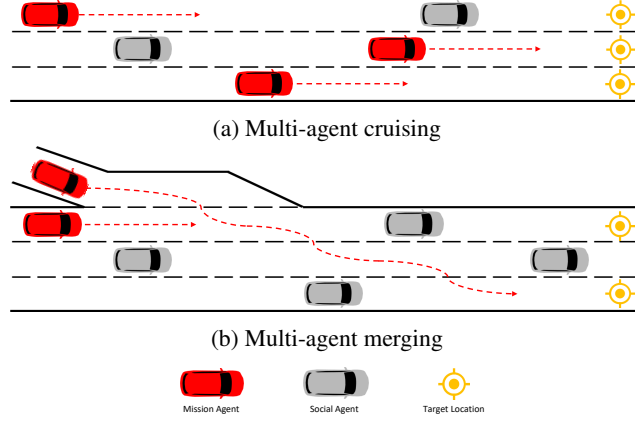 (a) Multi-agent cruising
(b) Multi-agent merging
Mission Agent Social Agent Target Location